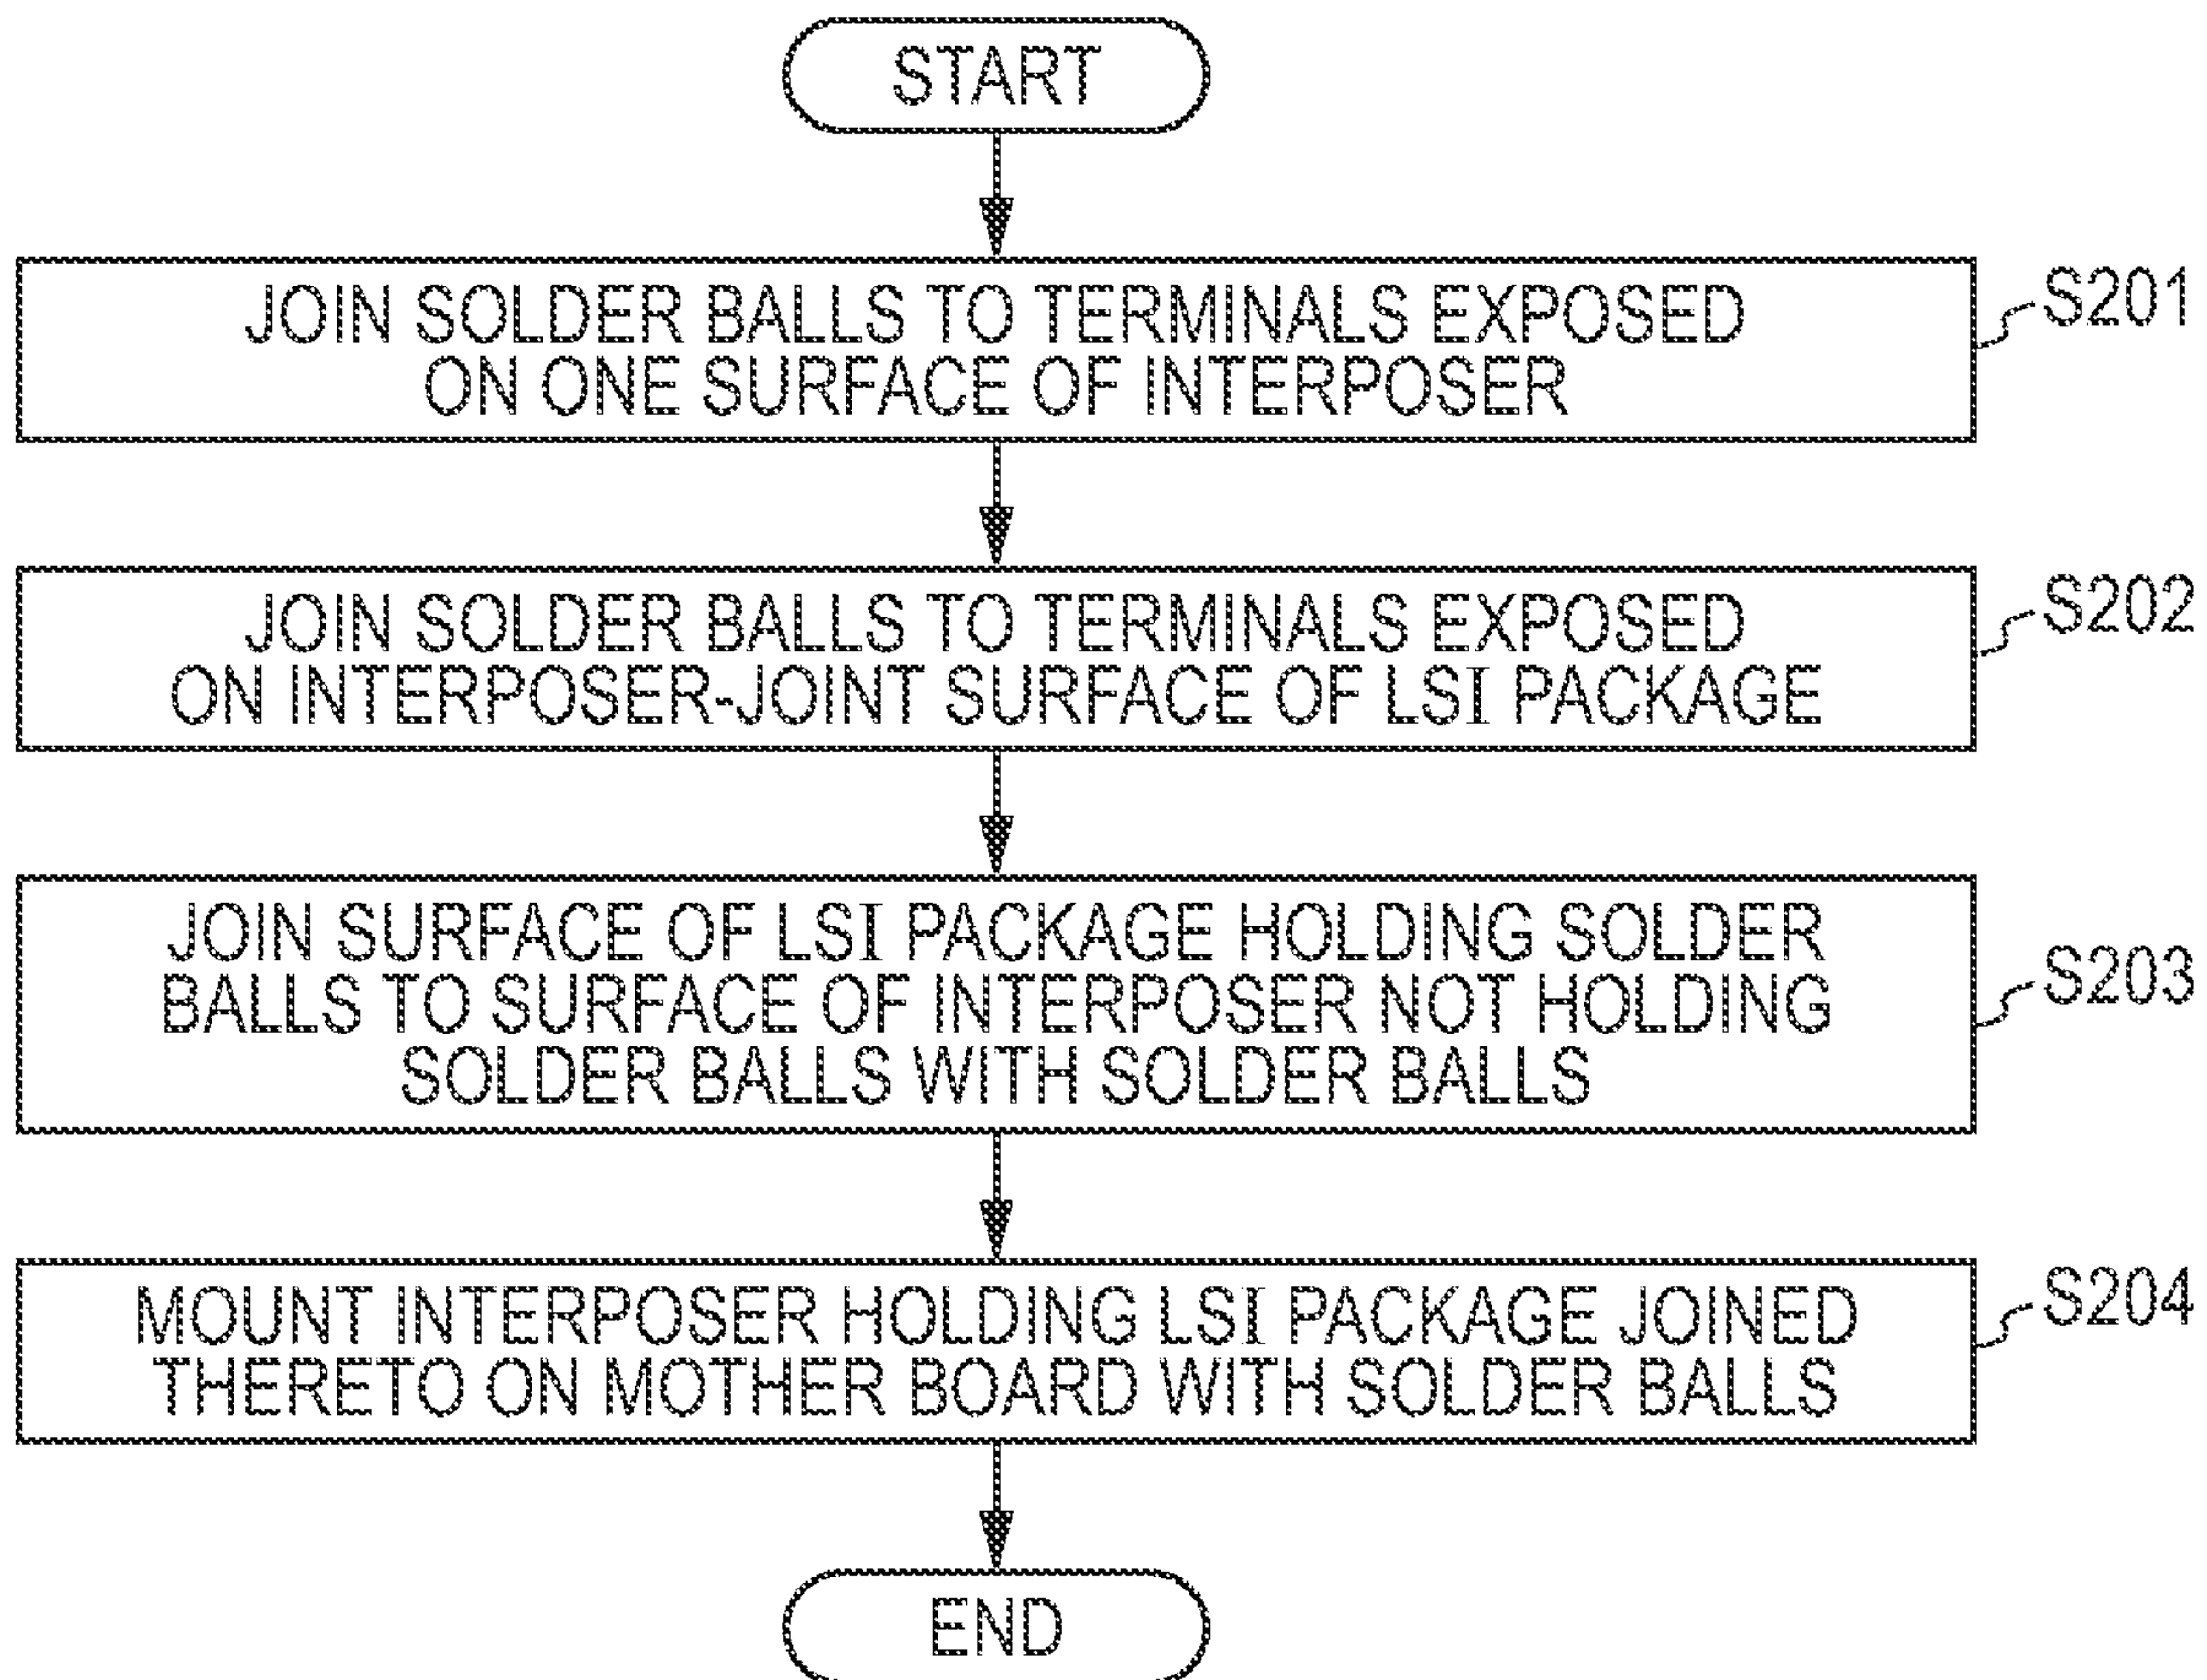 START
JOIN SOLDER BALLS TO TERMINALS EXPOSED
ON ONE SURFACE OF INTERPOSER
S201
JOIN SOLDER BALLS TO TERMINALS EXPOSED
ON INTERPOSER-JOINT SURFACE OF LSI PACKAGE
S202
JOIN SURFACE OF LSI PACKAGE HOLDING SOLDER
BALLS TO SURFACE OF INTERPOSER NOT HOLDING
SOLDER BALLS WITH SOLDER BALLS
S203
MOUNT INTERPOSER HOLDING LSI PACKAGE JOINED
THERETO ON MOTHER BOARD WITH SOLDER BALLS
S204
END